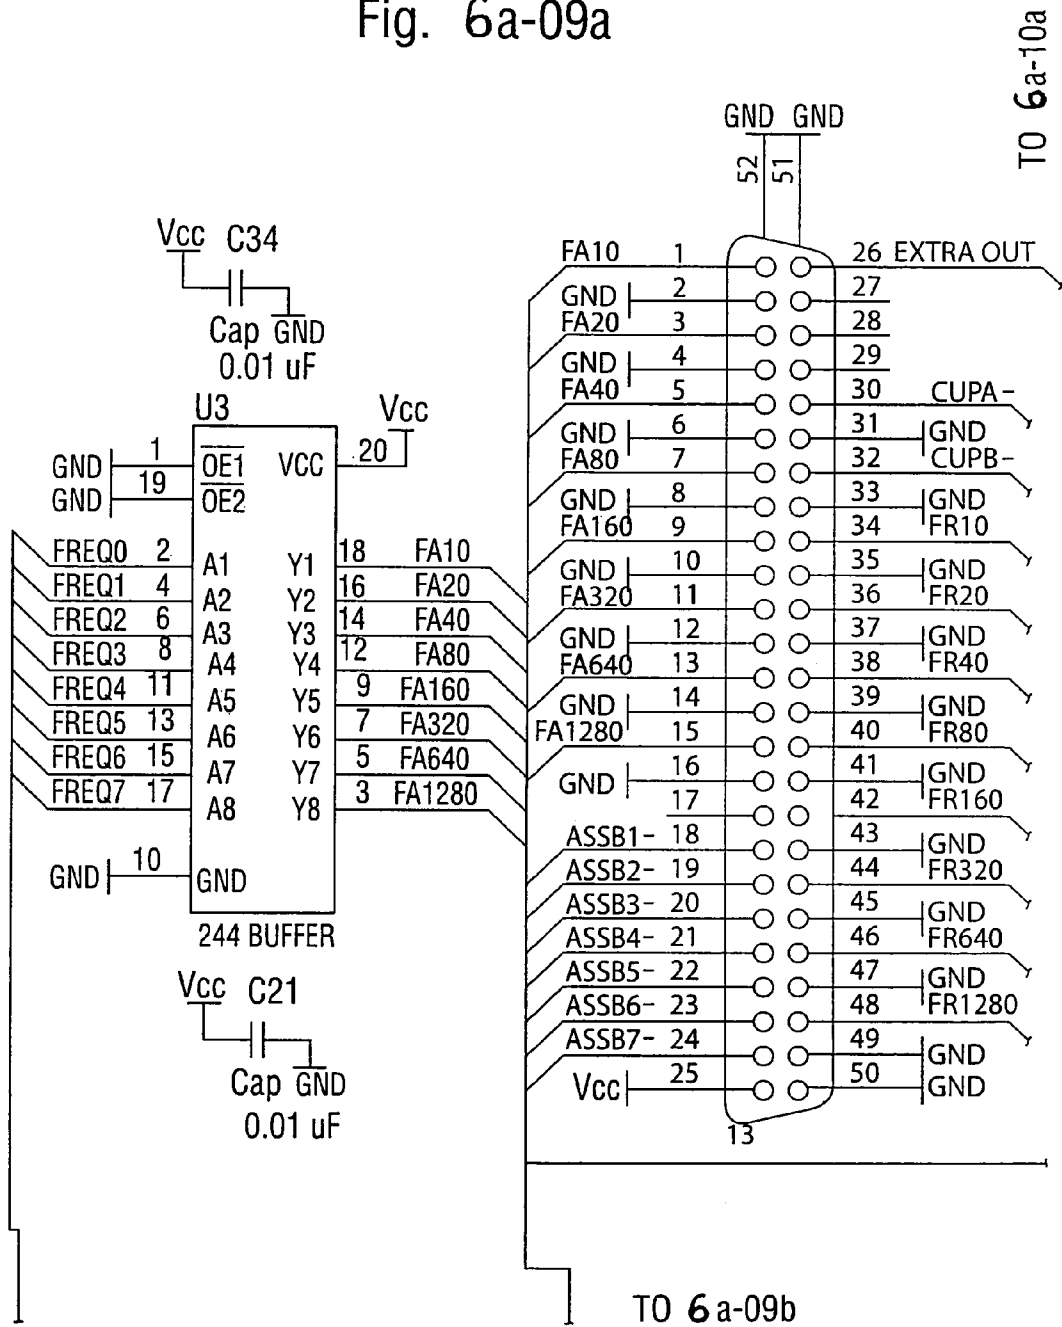 Fig. 6a-09a
TO 6a-10a
GND GND
52 51
Vcc C34
Cap GND
0.01 uF
U3
Vcc
GND 1 OE1 VCC 20
GND 19 OE2
FREQ0 2 A1 Y1 18 FA10
FREQ1 4 A2 Y2 16 FA20
FREQ2 6 A3 Y3 14 FA40
FREQ3 8 A4 Y4 12 FA80
FREQ4 11 A5 Y5 9 FA160
FREQ5 13 A6 Y6 7 FA320
FREQ6 15 A7 Y7 5 FA640
FREQ7 17 A8 Y8 3 FA1280
GND 10 GND
244 BUFFER
Vcc C21
Cap GND
0.01 uF
FA10 1 26 EXTRA OUT
GND 2 27
FA20 3 28
GND 4 29
FA40 5 30 CUPA-
GND 6 31 GND
FA80 7 32 CUPB-
GND 8 33 GND
FA160 9 34 FR10
GND 10 35 GND
FA320 11 36 FR20
GND 12 37 GND
FA640 13 38 FR40
GND 14 39 GND
FA1280 15 40 FR80
GND 16 41 GND
17 42 FR160
ASSB1- 18 43 GND
ASSB2- 19 44 FR320
ASSB3- 20 45 GND
ASSB4- 21 46 FR640
ASSB5- 22 47 GND
ASSB6- 23 48 FR1280
ASSB7- 24 49 GND
Vcc 25 50 GND
13
TO 6a-09b